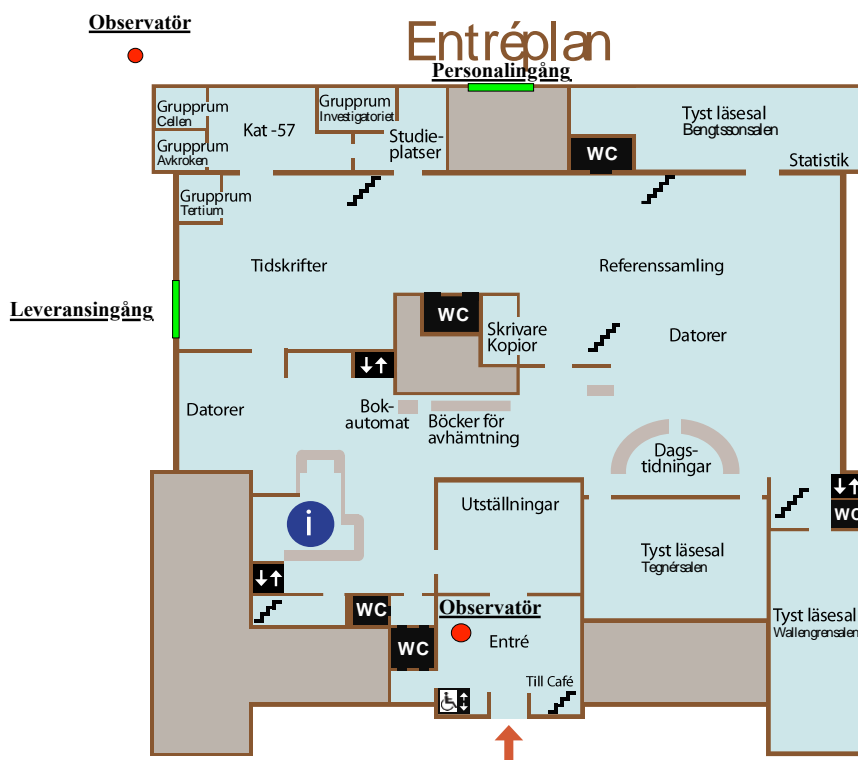 Observatör
Entréplan
Personalingång
Grupprum
Cellen
Grupprum
Investigatoriet
Kat -57
Studie-
platser
Grupprum
Avkroken
WC
Tyst läsesal
Bengtssonsalen
Statistik
Grupprum
Tertium
Tidskrifter
Referenssamling
Leveransingång
WC
Skrivare
Kopior
Datorer
↓↑
Datorer
Bok-
automat
Böcker för
avhämtning
Dags-
tidningar
↓↑
WC
i
Utställningar
Tyst läsesal
Tegnérsalen
↓↑
WC
Observatör
WC
Entré
Tyst läsesal
Wallengrensalen
Till Café